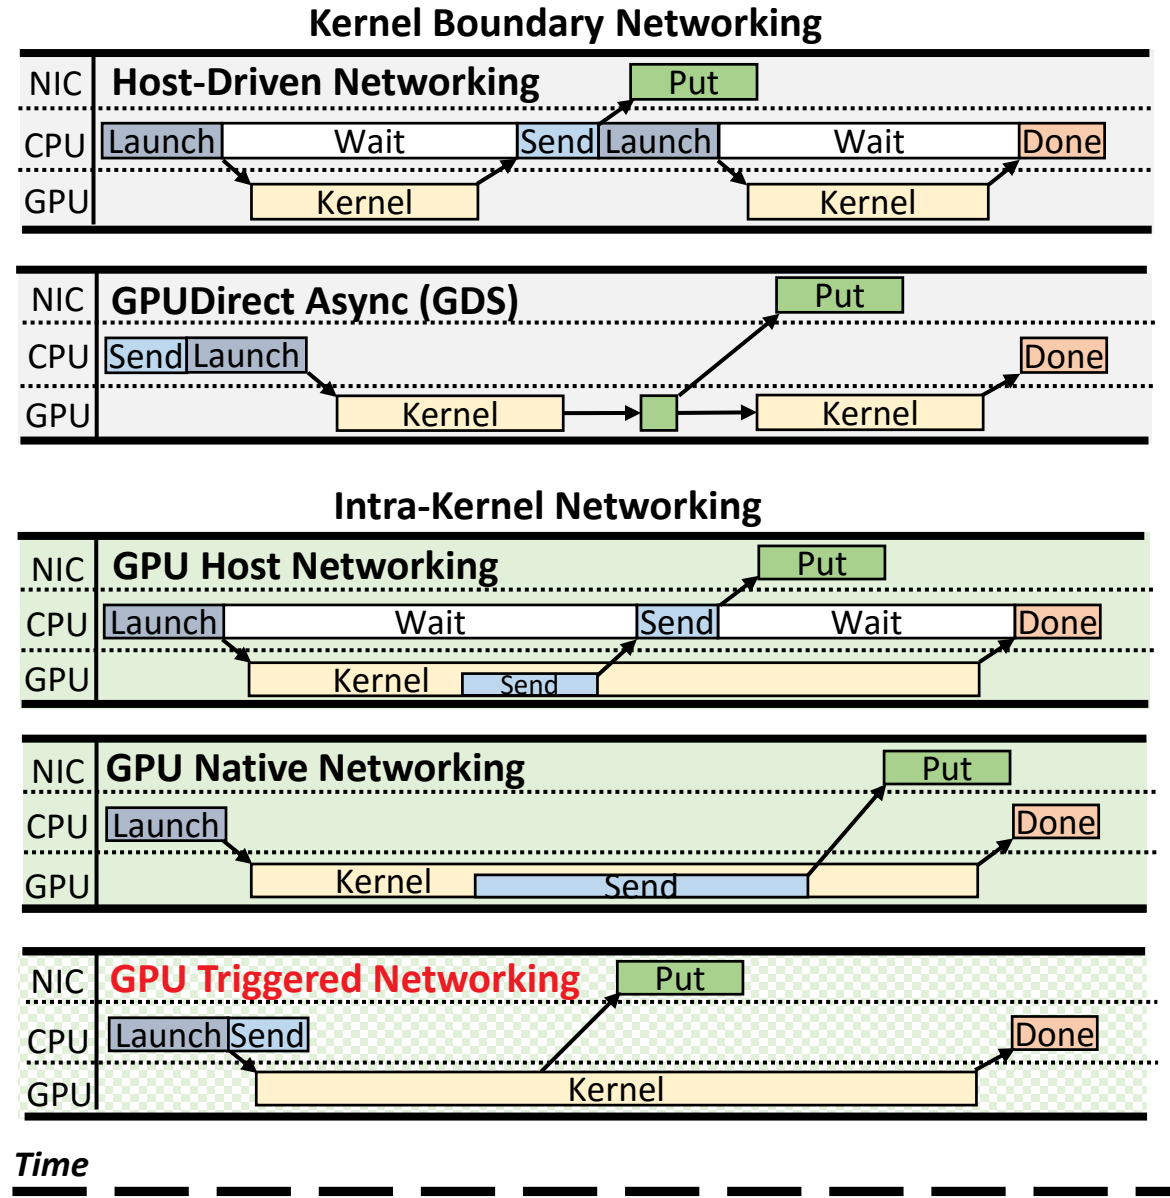 Kernel Boundary Networking
NIC Host-Driven Networking Put
CPU Launch Wait Send Launch Wait Done
GPU Kernel Kernel
NIC GPUDirect Async (GDS) Put
CPU Send Launch Done
GPU Kernel Kernel
Intra-Kernel Networking
NIC GPU Host Networking Put
CPU Launch Wait Send Wait Done
GPU Kernel Send
NIC GPU Native Networking Put
CPU Launch Done
GPU Kernel Send
NIC GPU Triggered Networking Put
CPU Launch Send Done
GPU Kernel
Time